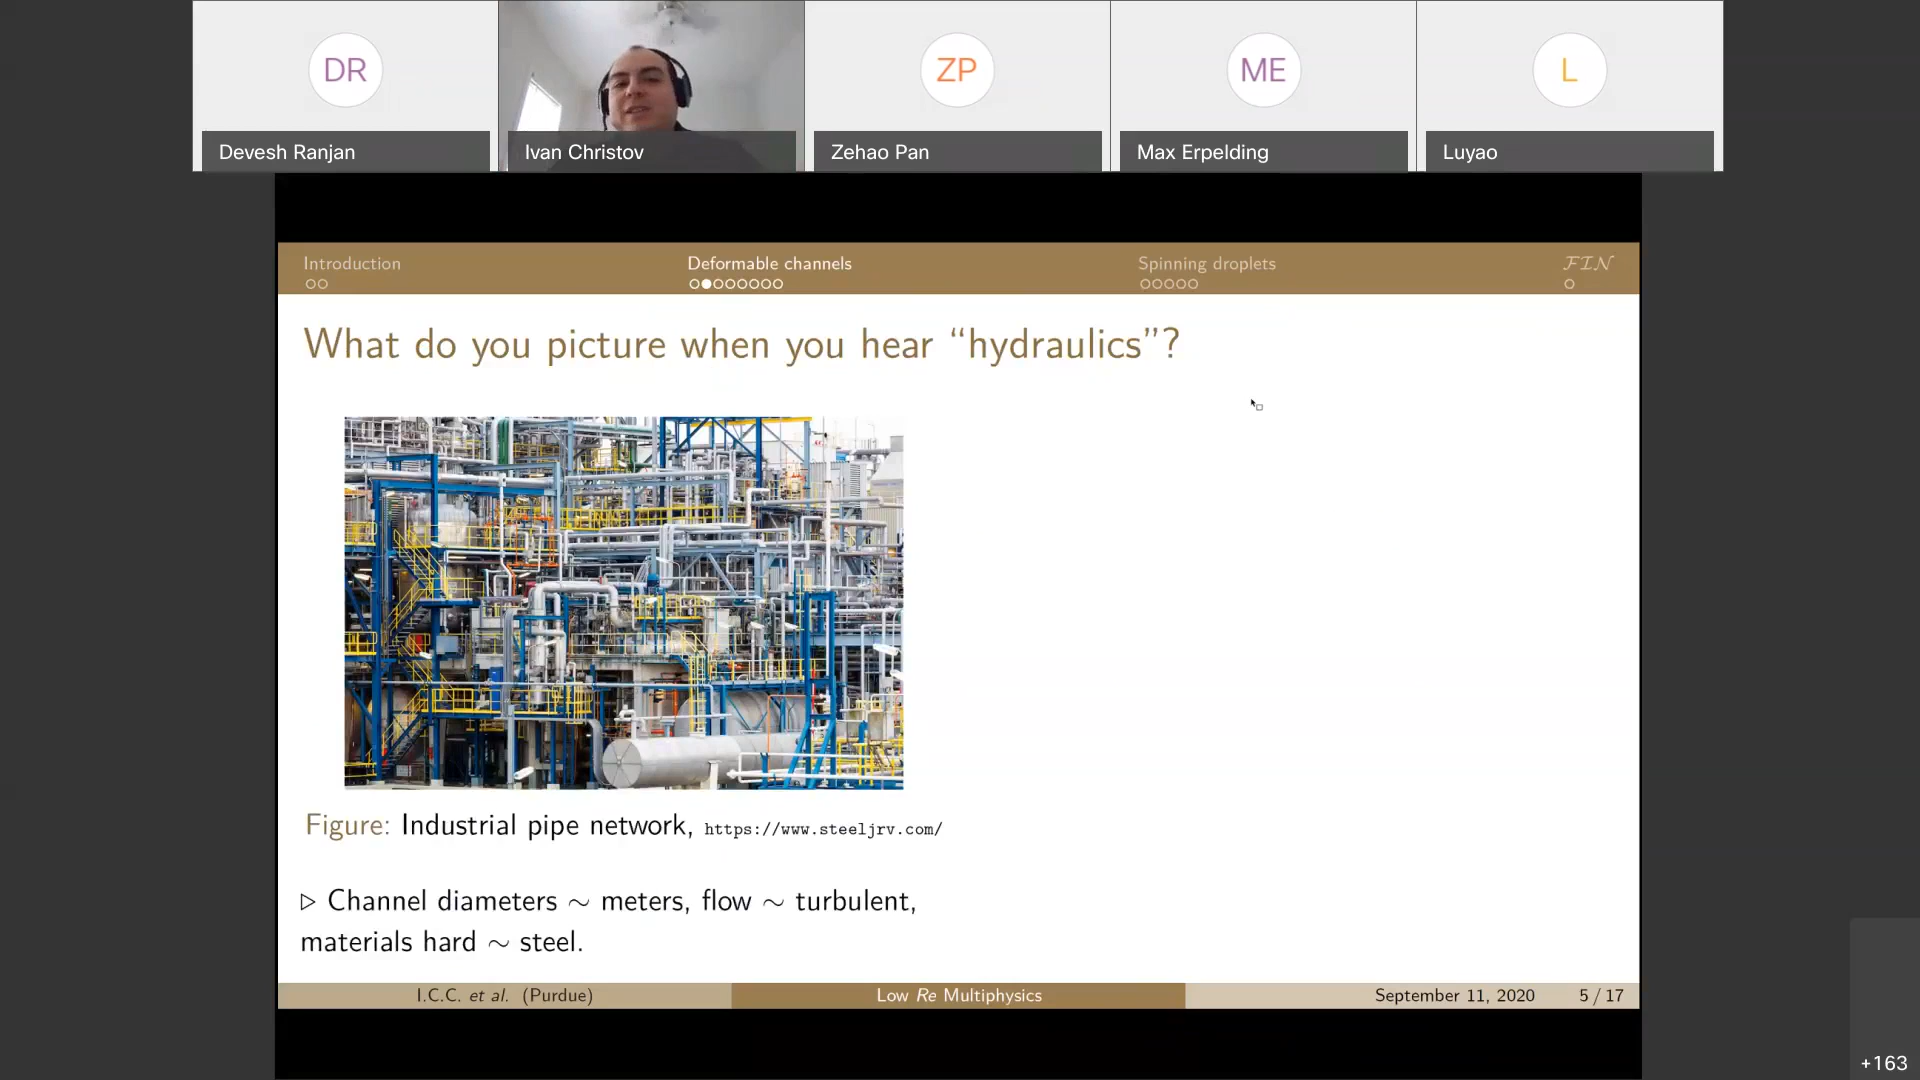 DR
ZP
ME
L
Devesh Ranjan
Ivan Christov
Zehao Pan
Max Erpelding
Luyao
Introduction
Deformable channels
Spinning droplets
FIN
What do you picture when you hear “hydraulics”?
Figure: Industrial pipe network, https://www.steeljrv.com/
▷ Channel diameters ∼ meters, flow ∼ turbulent,
materials hard ∼ steel.
I.C.C. et al. (Purdue)
Low Re Multiphysics
September 11, 2020
5 / 17
+163